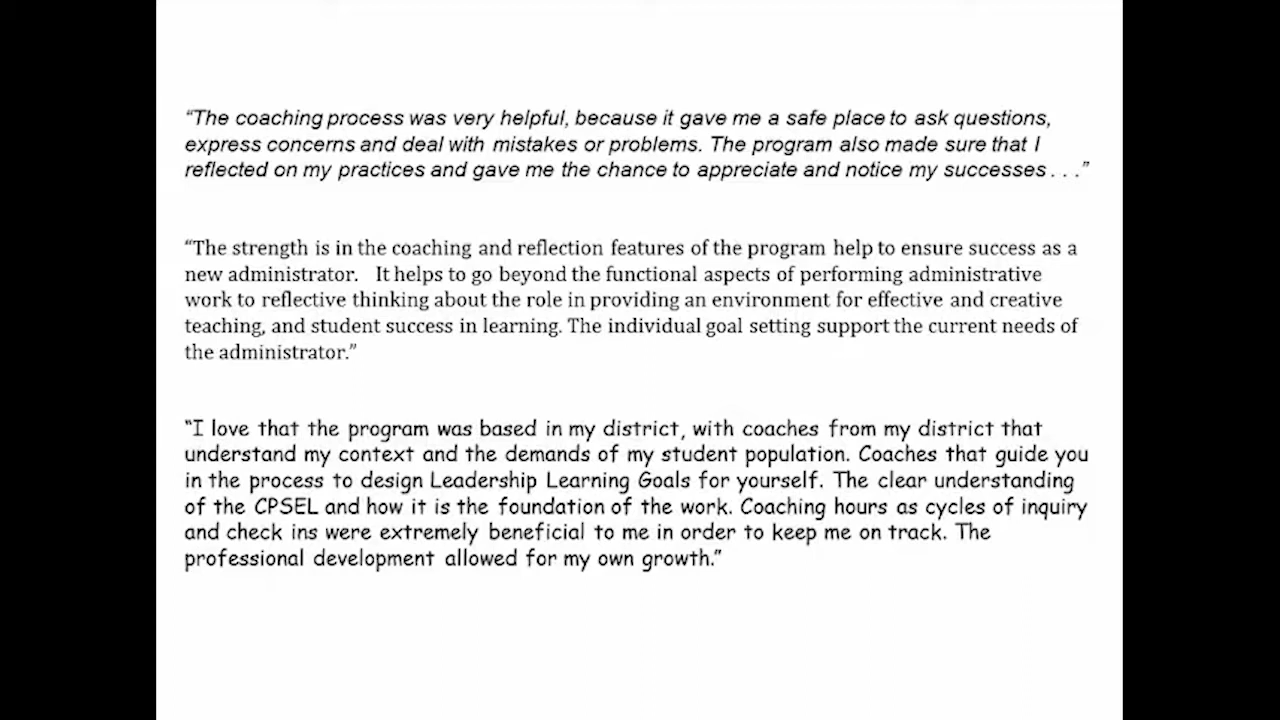 “The coaching process was very helpful, because it gave me a safe place to ask questions,
express concerns and deal with mistakes or problems. The program also made sure that I
reflected on my practices and gave me the chance to appreciate and notice my successes . . .”
“The strength is in the coaching and reflection features of the program help to ensure success as a
new administrator.   It helps to go beyond the functional aspects of performing administrative
work to reflective thinking about the role in providing an environment for effective and creative
teaching, and student success in learning. The individual goal setting support the current needs of
the administrator.”
“I love that the program was based in my district, with coaches from my district that
understand my context and the demands of my student population. Coaches that guide you
in the process to design Leadership Learning Goals for yourself. The clear understanding
of the CPSEL and how it is the foundation of the work. Coaching hours as cycles of inquiry
and check ins were extremely beneficial to me in order to keep me on track. The
professional development allowed for my own growth.”